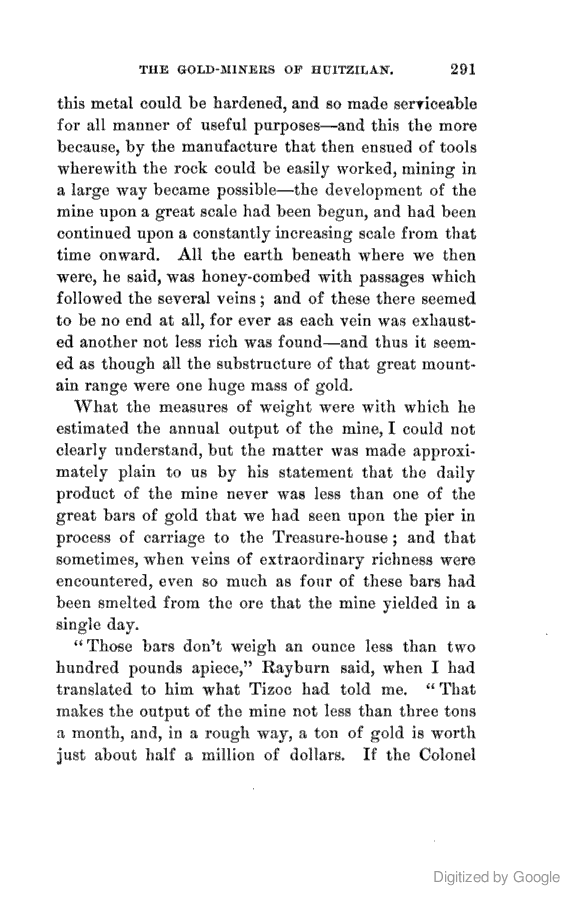 THE GOLD-MINERS OF HUITZILAN. 291
this metal could be hardened, and so made serviceable
for all manner of useful purposes—and this the more
because, by the manufacture that then ensued of tools
wherewith the rock could be easily worked, mining in
a large way became possible—the development of the
mine upon a great scale had been begun, and had been
continued upon a constantly increasing scale from that
time onward. All the earth beneath where we then
were, he said, was honey-combed with passages which
followed the several veins; and of these there seemed
to be no end at all, for ever as each vein was exhaust-
ed another not less rich was found—and thus it seem-
ed as though all the substructure of that great mount-
ain range were one huge mass of gold.
What the measures of weight were with which he
estimated the annual output of the mine, I could not
clearly understand, but the matter was made approxi-
mately plain to us by his statement that the daily
product of the mine never was less than one of the
great bars of gold that we had seen upon the pier in
process of carriage to the Treasure-house; and that
sometimes, when veins of extraordinary richness were
encountered, even so much as four of these bars had
been smelted from the ore that the mine yielded in a
single day.
"Those bars don't weigh an ounce less than two
hundred pounds apiece," Rayburn said, when I had
translated to him what Tizoc had told me. "That
makes the output of the mine not less than three tons
a month, and, in a rough way, a ton of gold is worth
just about half a million of dollars. If the Colonel
Digitized by Google